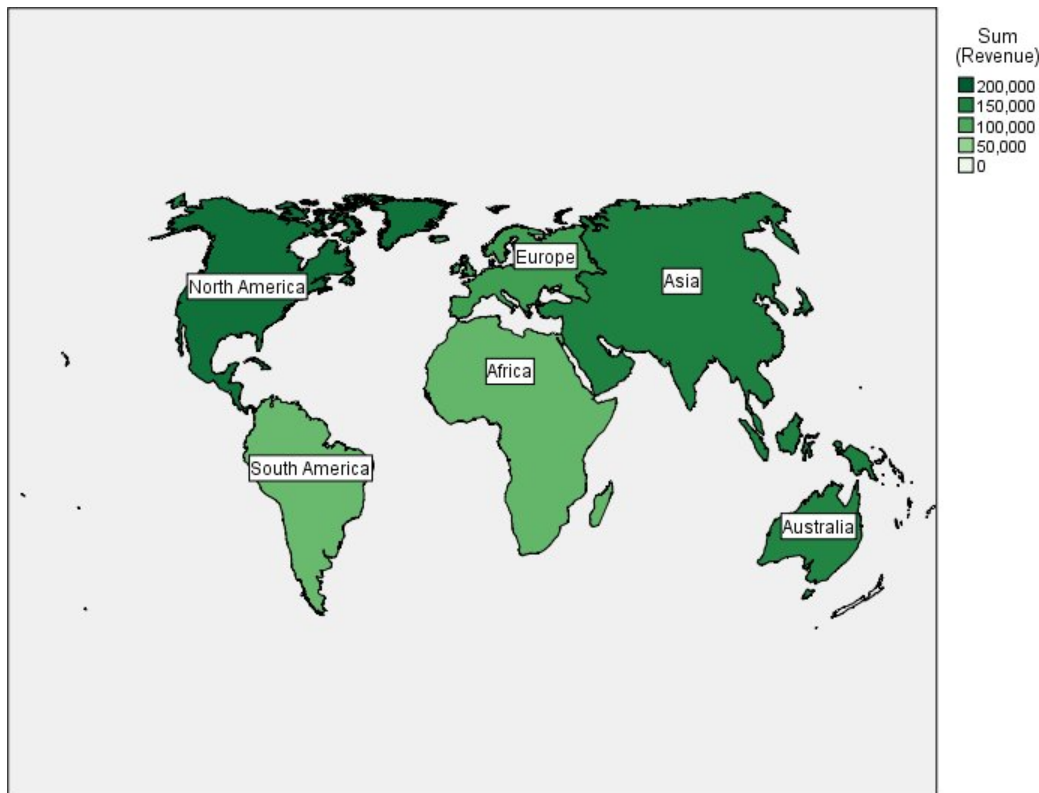 Sum
(Revenue)
200,000
150,000
100,000
50,000
0
Europe
North America
Asia
Africa
South America
Australia